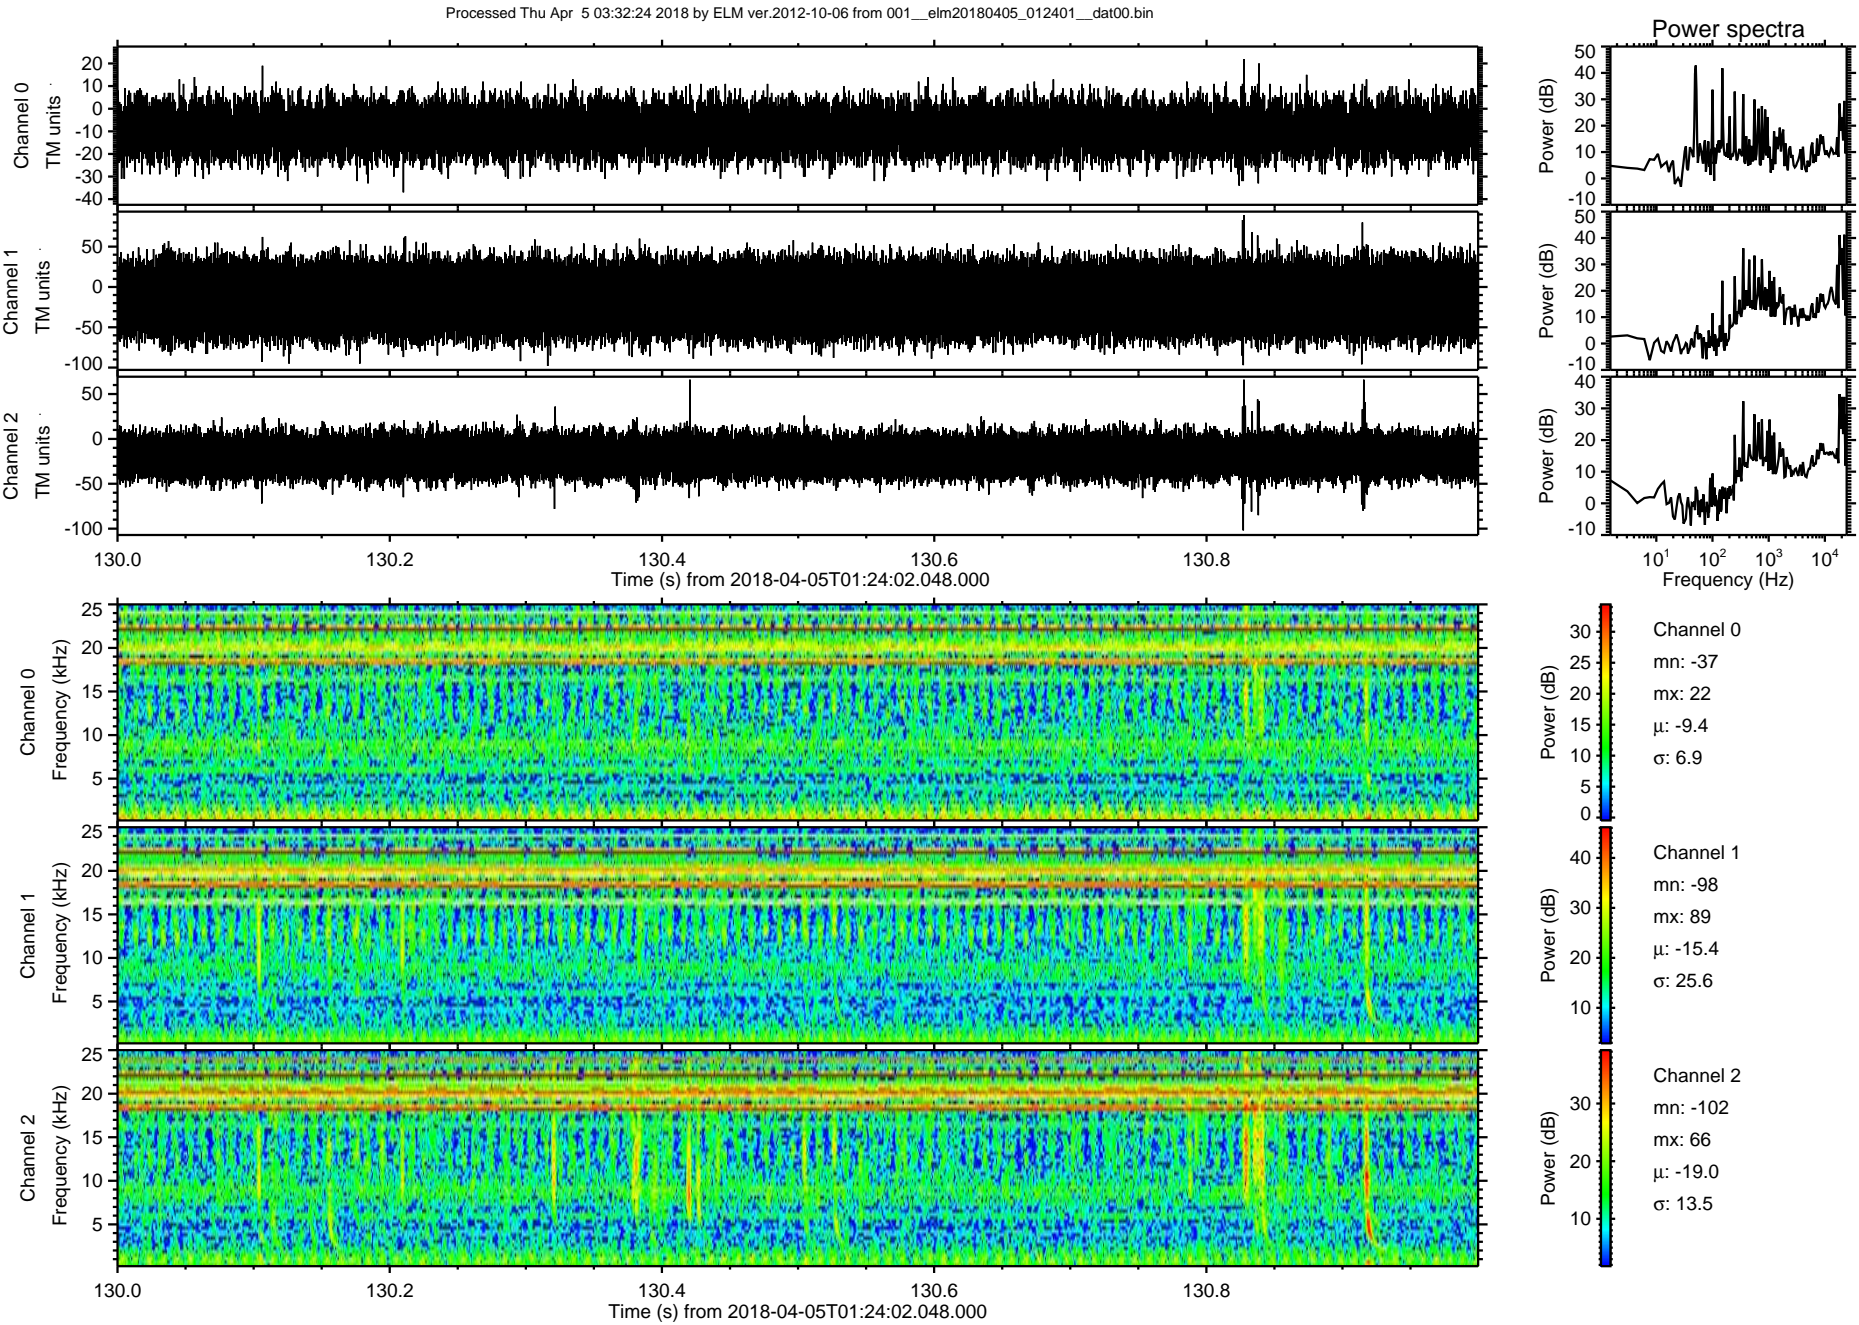 Processed Thu Apr  5 03:32:24 2018 by ELM ver.2012-10-06 from 001__elm20180405_012401__dat00.bin
Power spectra
Channel 0
TM units
20
10
0
-10
-20
-30
-40
Power (dB)
50
40
30
20
10
0
-10
Channel 1
TM units
50
0
-50
-100
Power (dB)
50
40
30
20
10
0
-10
Channel 2
TM units
50
0
-50
-100
Power (dB)
40
30
20
10
0
-10
130.0 130.2 130.4 130.6 130.8
Time (s) from 2018-04-05T01:24:02.048.000
10¹ 10² 10³ 10⁴
Frequency (Hz)
Channel 0
Frequency (kHz)
25
20
15
10
5
Power (dB)
30
25
20
15
10
5
0
Channel 0
mn: -37
mx: 22
µ: -9.4
σ: 6.9
Channel 1
Frequency (kHz)
25
20
15
10
5
Power (dB)
40
30
20
10
Channel 1
mn: -98
mx: 89
µ: -15.4
σ: 25.6
Channel 2
Frequency (kHz)
25
20
15
10
5
Power (dB)
30
20
10
Channel 2
mn: -102
mx: 66
µ: -19.0
σ: 13.5
130.0 130.2 130.4 130.6 130.8
Time (s) from 2018-04-05T01:24:02.048.000